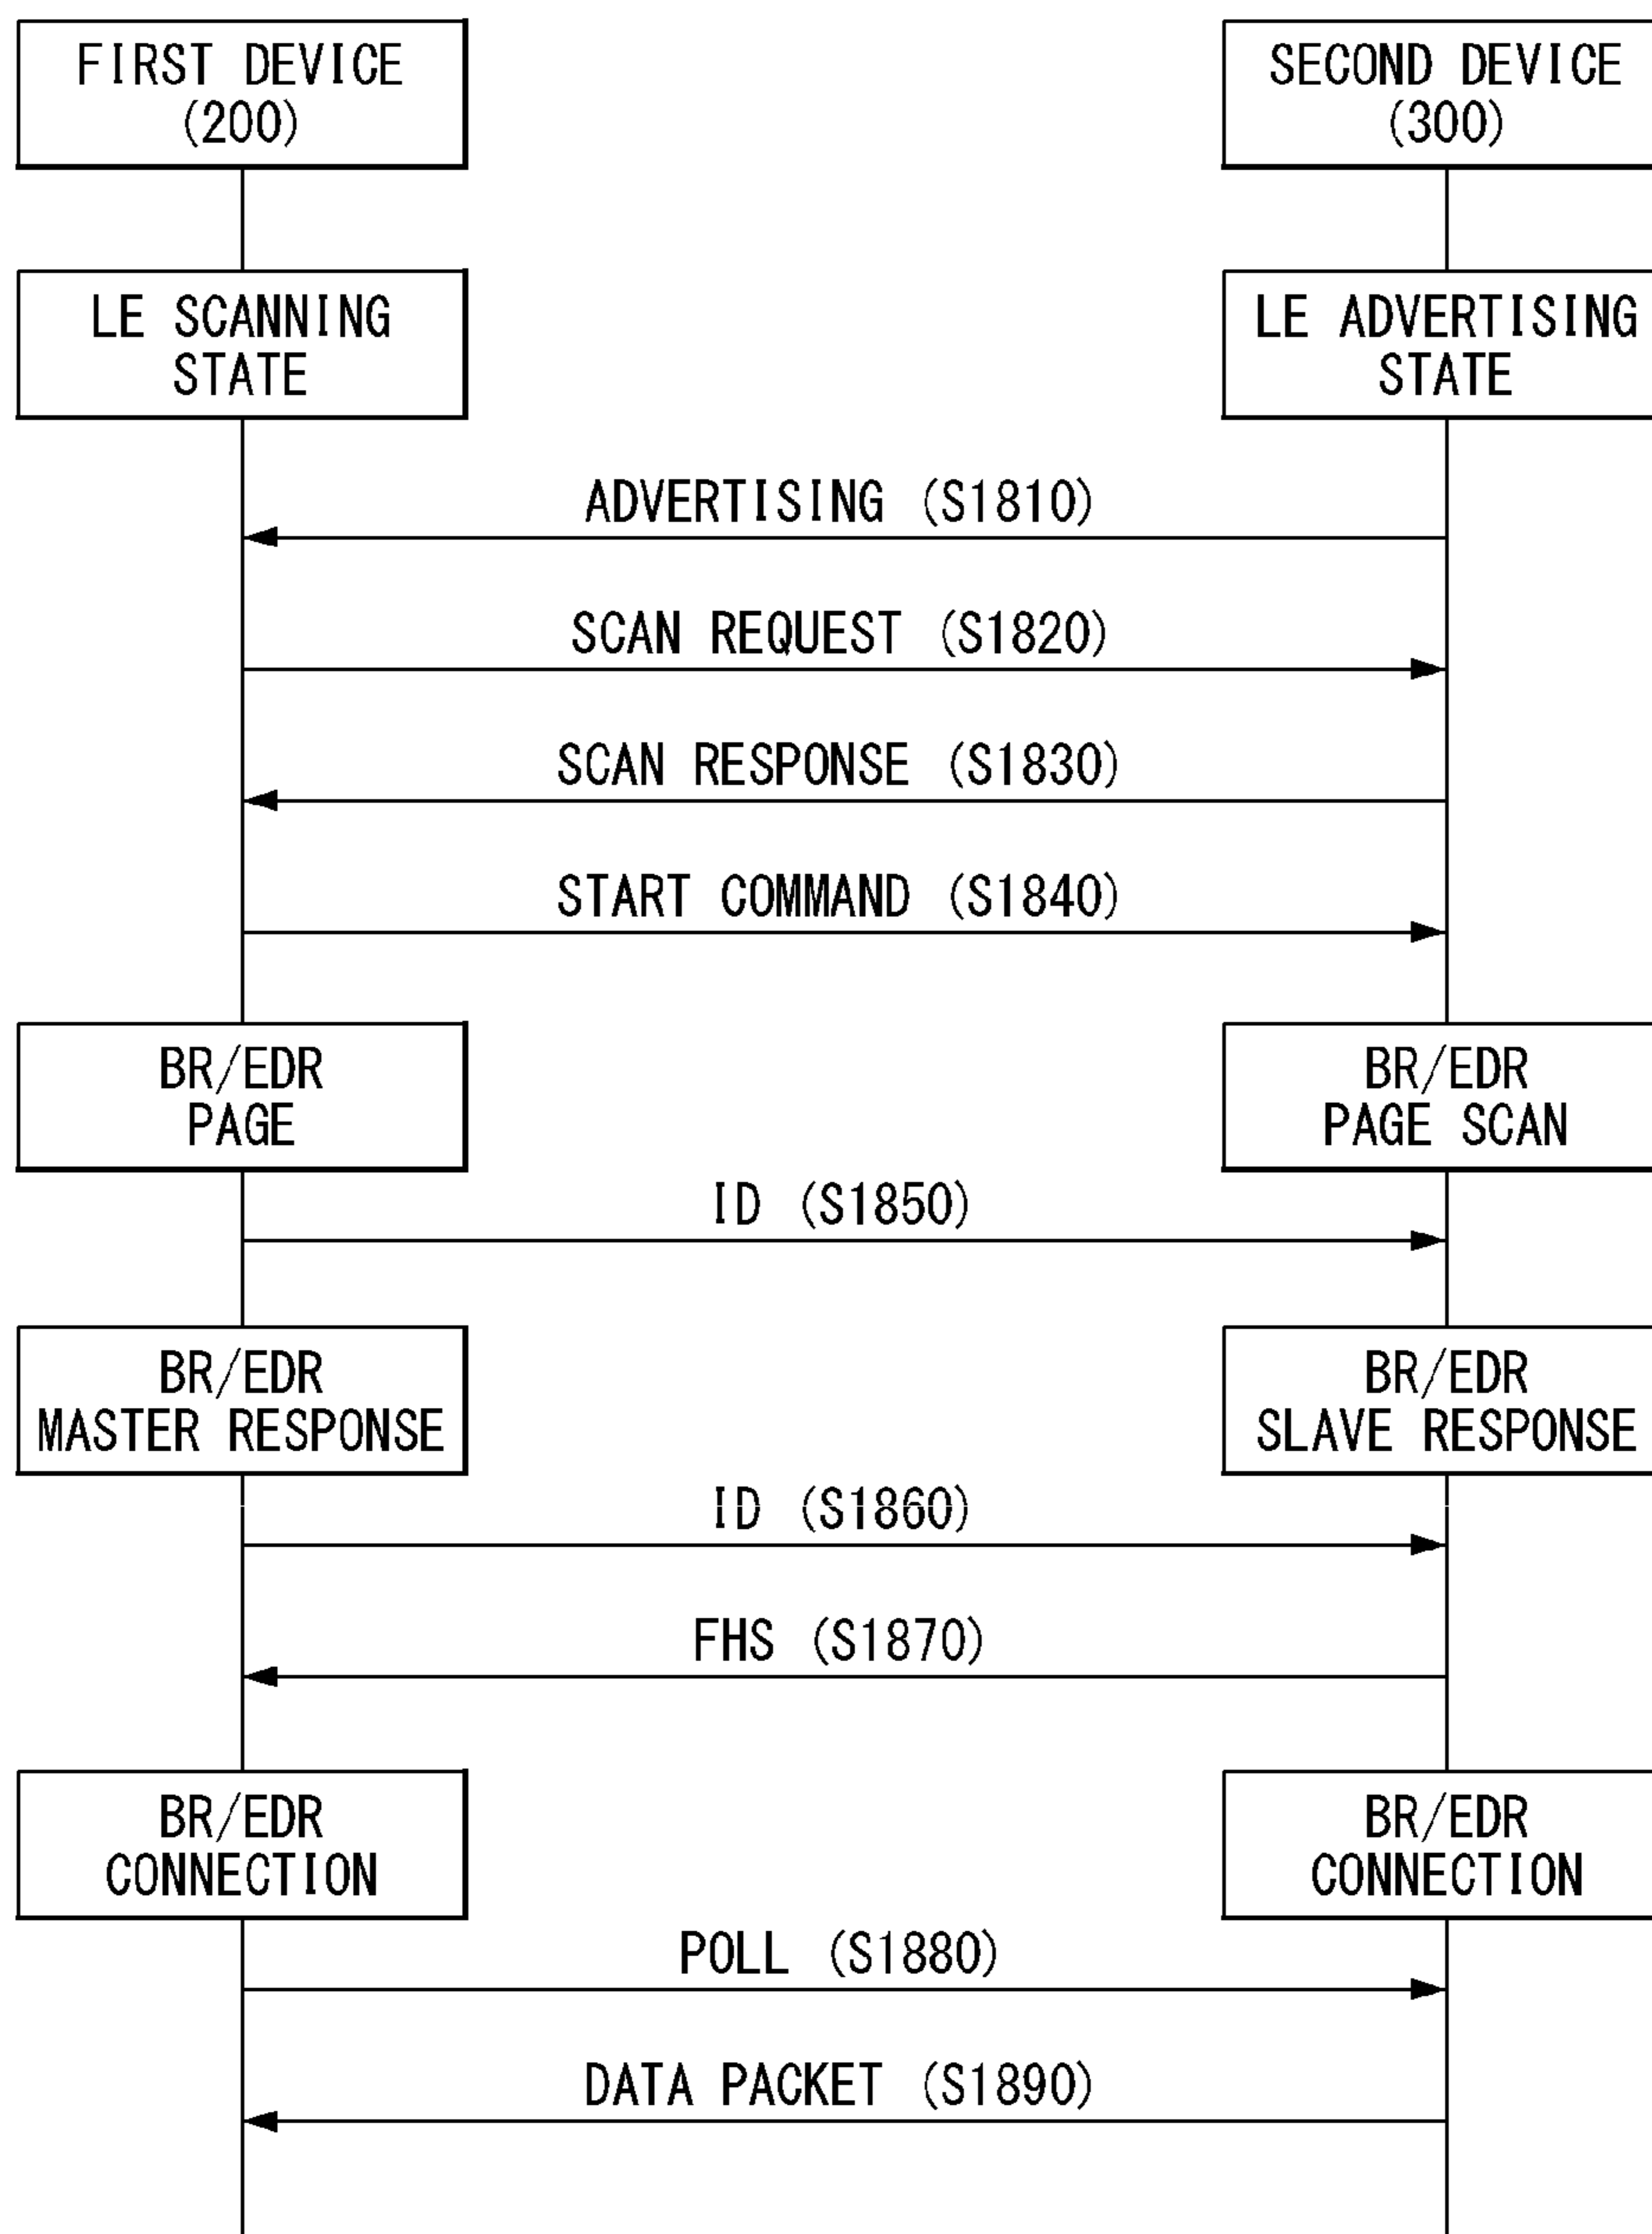 FIRST DEVICE
(200)
SECOND DEVICE
(300)
LE SCANNING
STATE
LE ADVERTISING
STATE
ADVERTISING (S1810)
SCAN REQUEST (S1820)
SCAN RESPONSE (S1830)
START COMMAND (S1840)
BR/EDR
PAGE
BR/EDR
PAGE SCAN
ID (S1850)
BR/EDR
MASTER RESPONSE
BR/EDR
SLAVE RESPONSE
ID (S1860)
FHS (S1870)
BR/EDR
CONNECTION
BR/EDR
CONNECTION
POLL (S1880)
DATA PACKET (S1890)